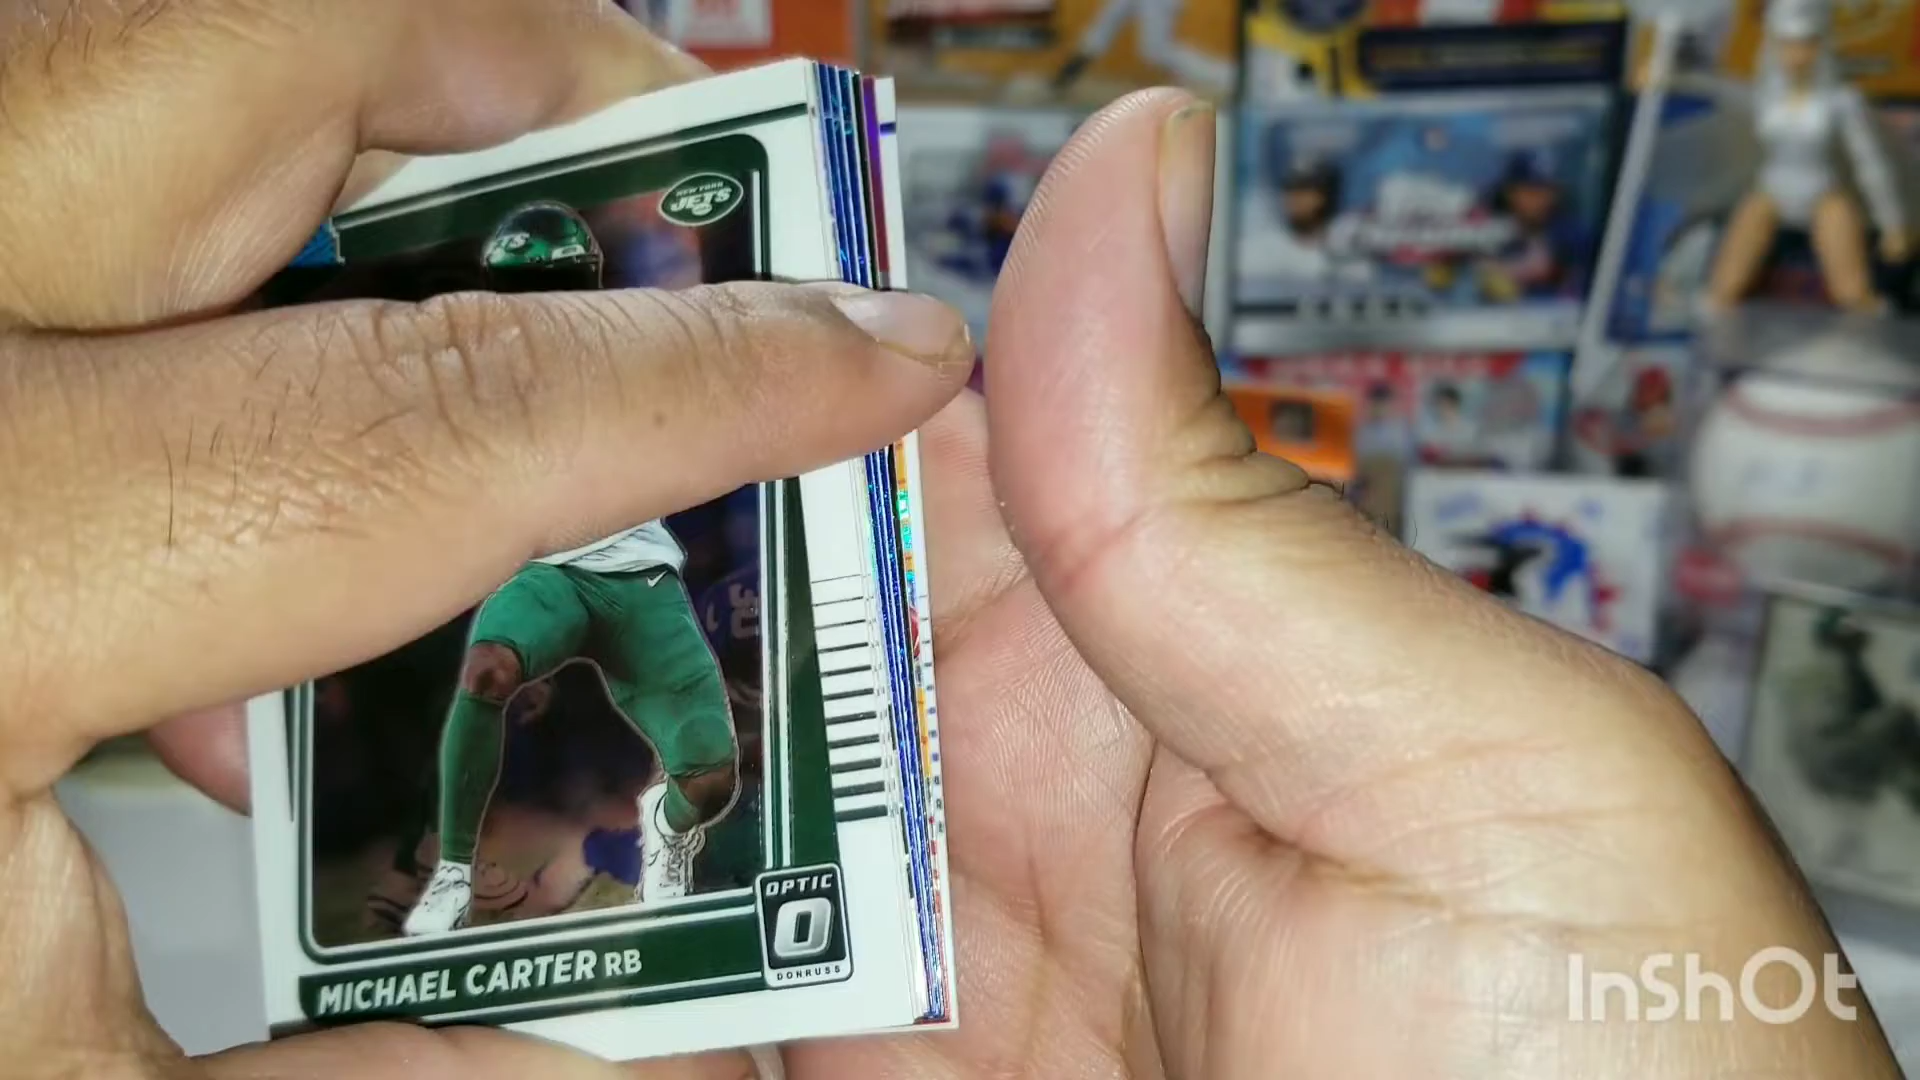 NEW YORK
JETS
OPTIC
DONRUSS
MICHAEL CARTER RB
InShOt